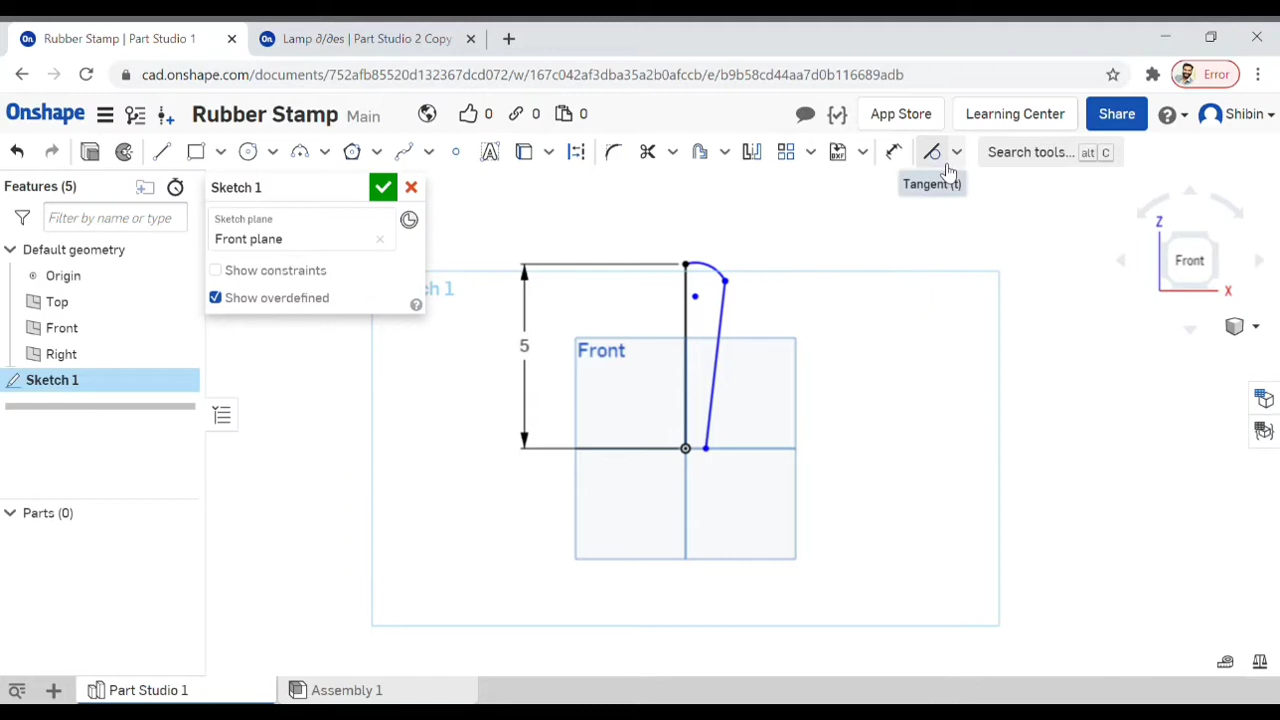 Rubber Stamp | Part Studio 1
Lamp ∂/∂es | Part Studio 2 Copy
cad.onshape.com/documents/752afb85520d132367dcd072/w/167c042af3dba35a2b0afccb/e/b9b58cd44aa7d0b116689adb
Error
Onshape
Rubber Stamp Main
0
0
0
App Store
Learning Center
Share
Shibin
Search tools... alt C
Features (5)
Sketch 1
Tangent (t)
Filter by name or type
Sketch plane
Front plane
Default geometry
Origin
Show constraints
Top
Show overdefined
Front
Right
Sketch 1
ch 1
5
Front
Z
Front
X
Parts (0)
Part Studio 1
Assembly 1